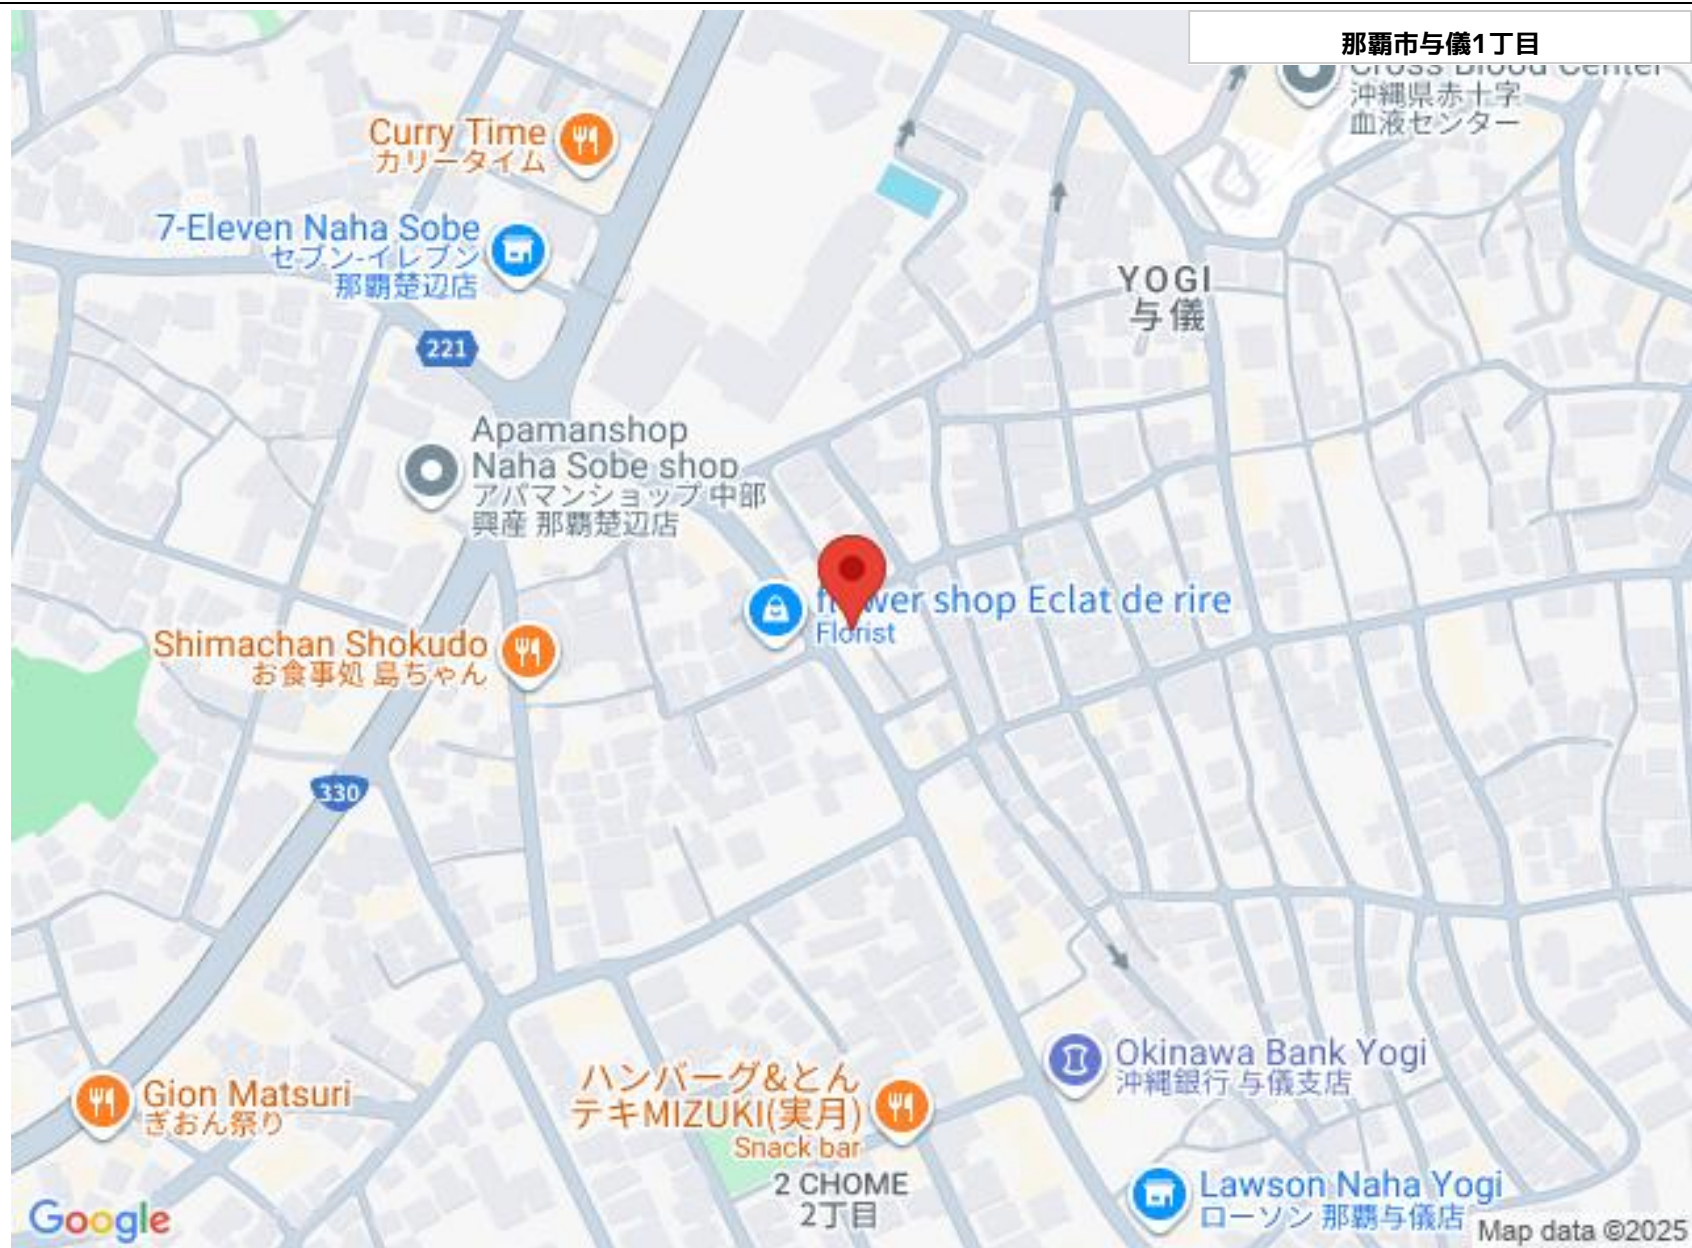 那覇市与儀1丁目
Cross Blood Center
沖縄県赤十字
血液センター
Curry Time
カリータイム
7-Eleven Naha Sobe
セブン-イレブン
那覇楚辺店
YOGI
与儀
221
Apamanshop
Naha Sobe shop
アパマンショップ 中部
興産 那覇楚辺店
flower shop Eclat de rire
Florist
Shimachan Shokudo
お食事処 島ちゃん
330
Okinawa Bank Yogi
沖縄銀行 与儀支店
Gion Matsuri
ぎおん祭り
ハンバーグ&とん
テキMIZUKI(実月)
Snack bar
2 CHOME
2丁目
Lawson Naha Yogi
ローソン 那覇与儀店
Google
Map data ©2025